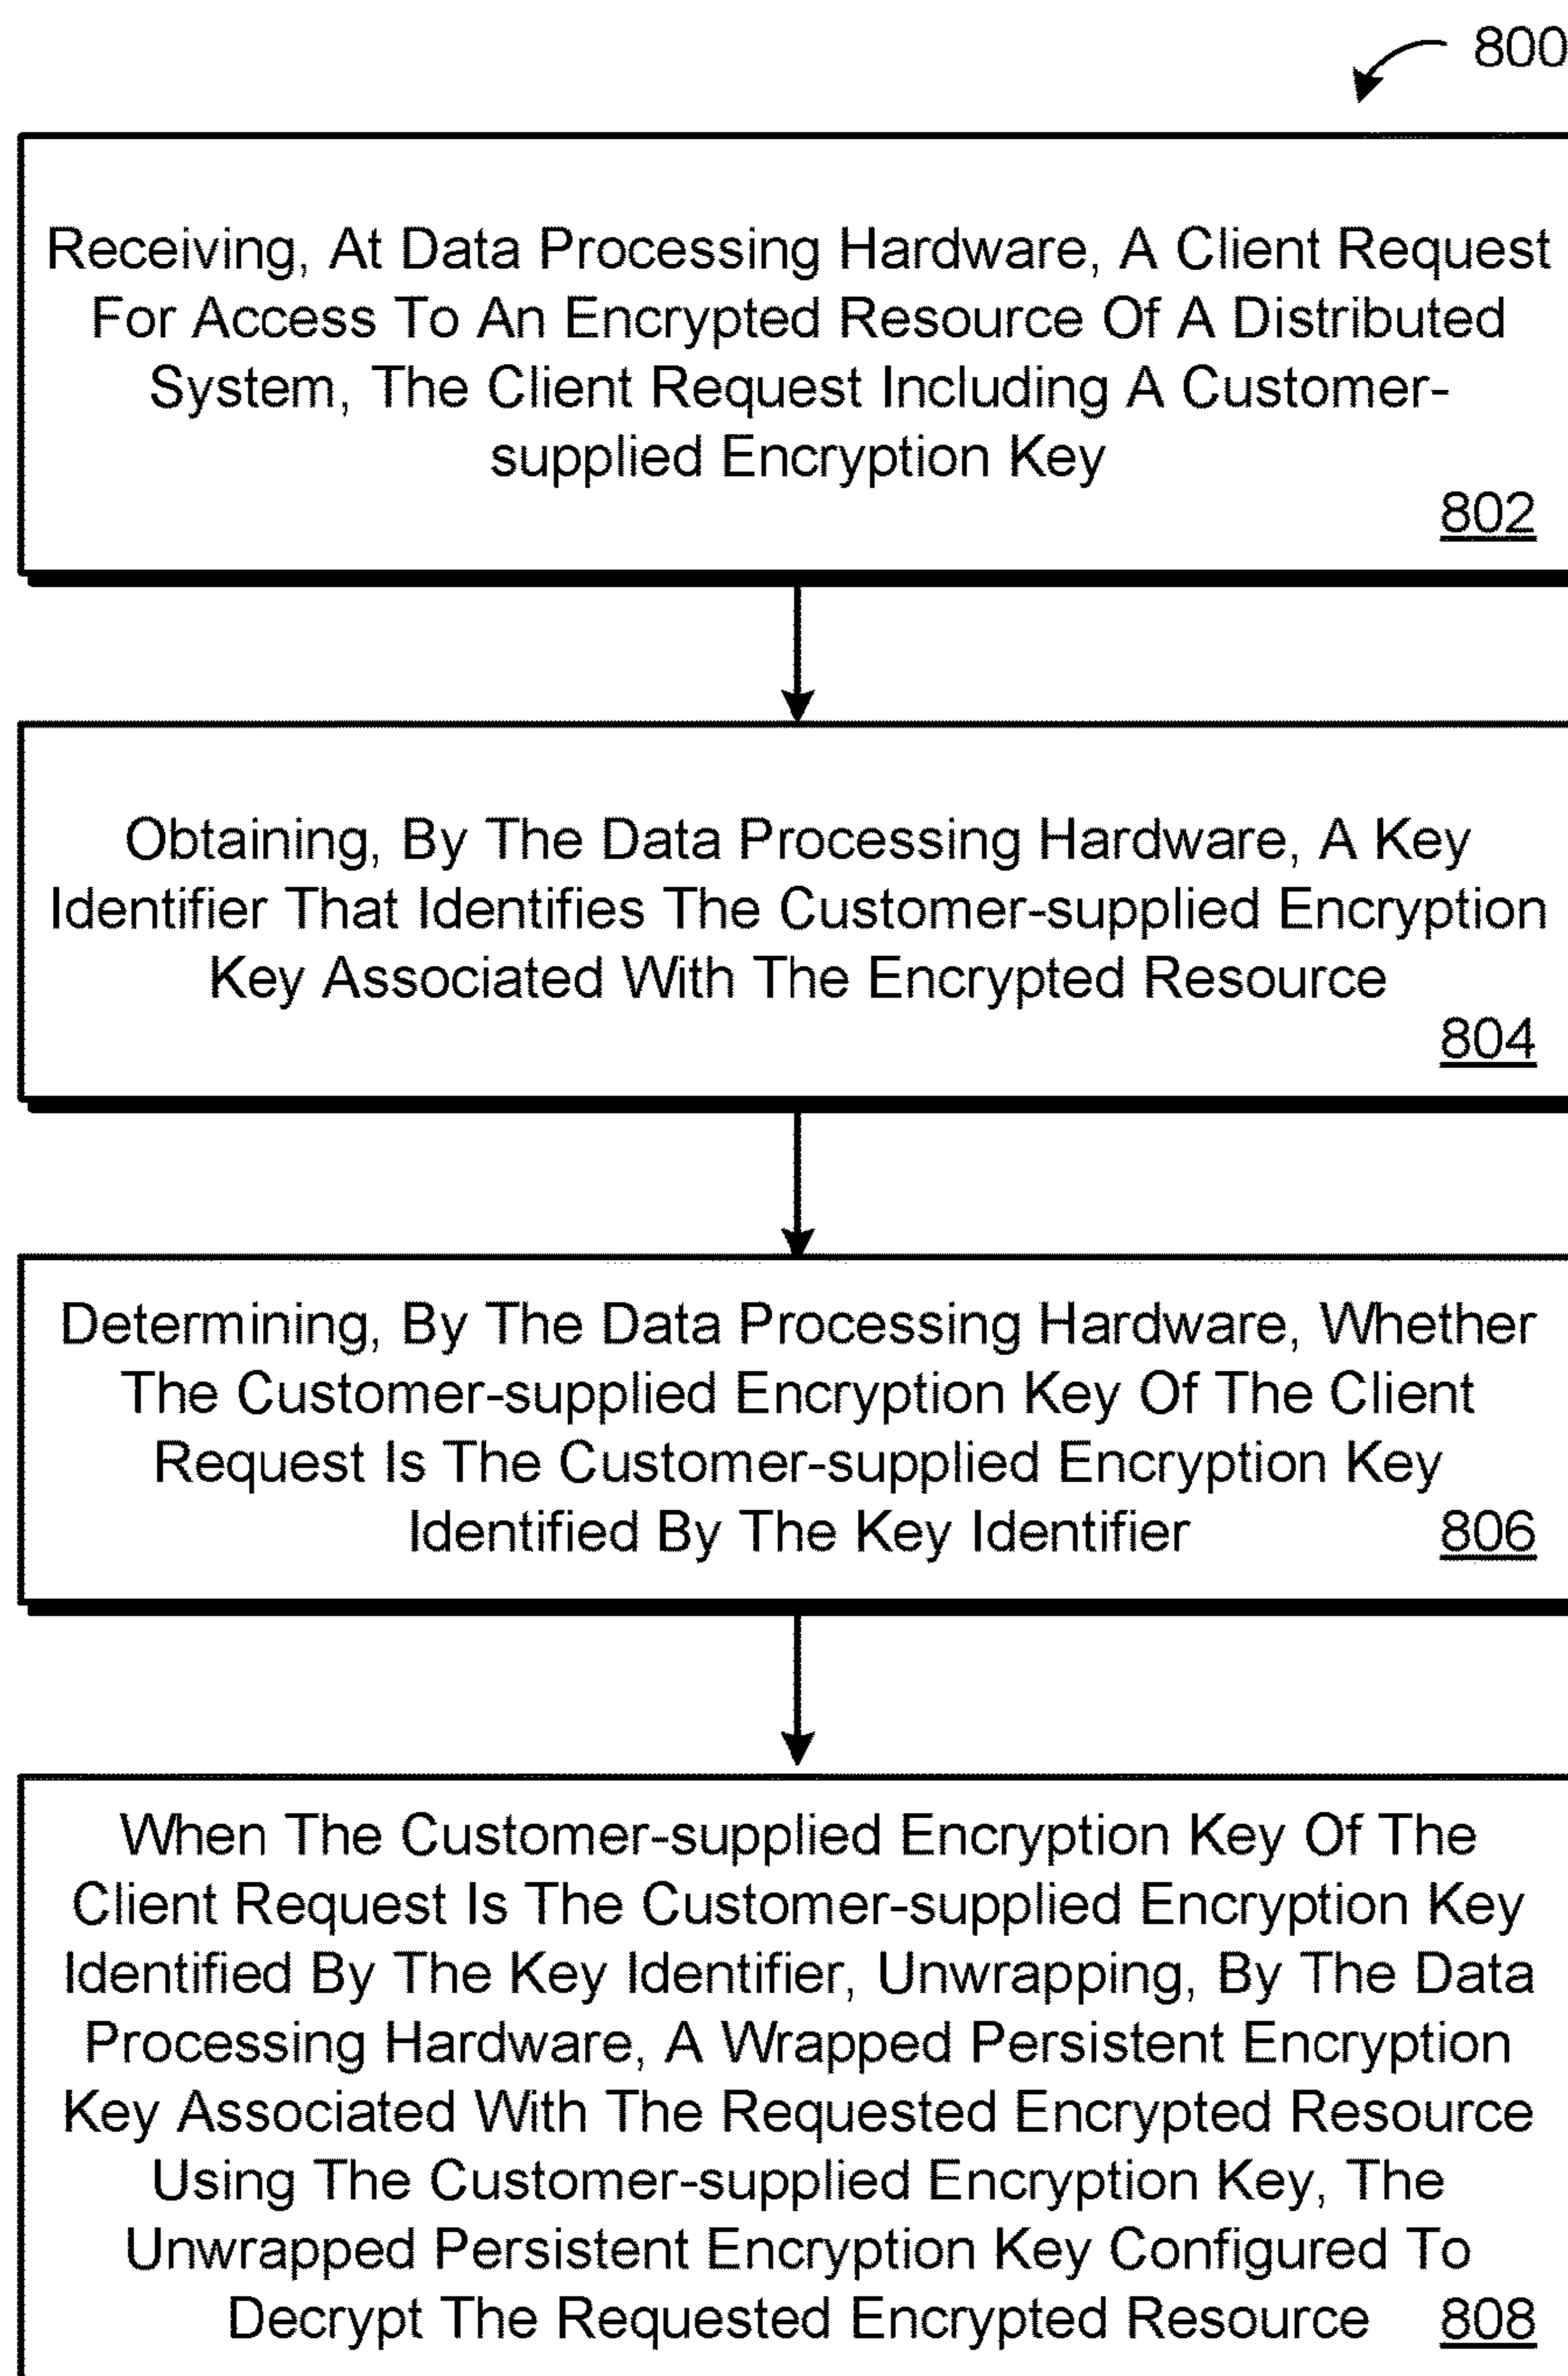 800
Receiving, At Data Processing Hardware, A Client Request
For Access To An Encrypted Resource Of A Distributed
System, The Client Request Including A Customer-
supplied Encryption Key
802
Obtaining, By The Data Processing Hardware, A Key
Identifier That Identifies The Customer-supplied Encryption
Key Associated With The Encrypted Resource
804
Determining, By The Data Processing Hardware, Whether
The Customer-supplied Encryption Key Of The Client
Request Is The Customer-supplied Encryption Key
Identified By The Key Identifier 806
When The Customer-supplied Encryption Key Of The
Client Request Is The Customer-supplied Encryption Key
Identified By The Key Identifier, Unwrapping, By The Data
Processing Hardware, A Wrapped Persistent Encryption
Key Associated With The Requested Encrypted Resource
Using The Customer-supplied Encryption Key, The
Unwrapped Persistent Encryption Key Configured To
Decrypt The Requested Encrypted Resource 808